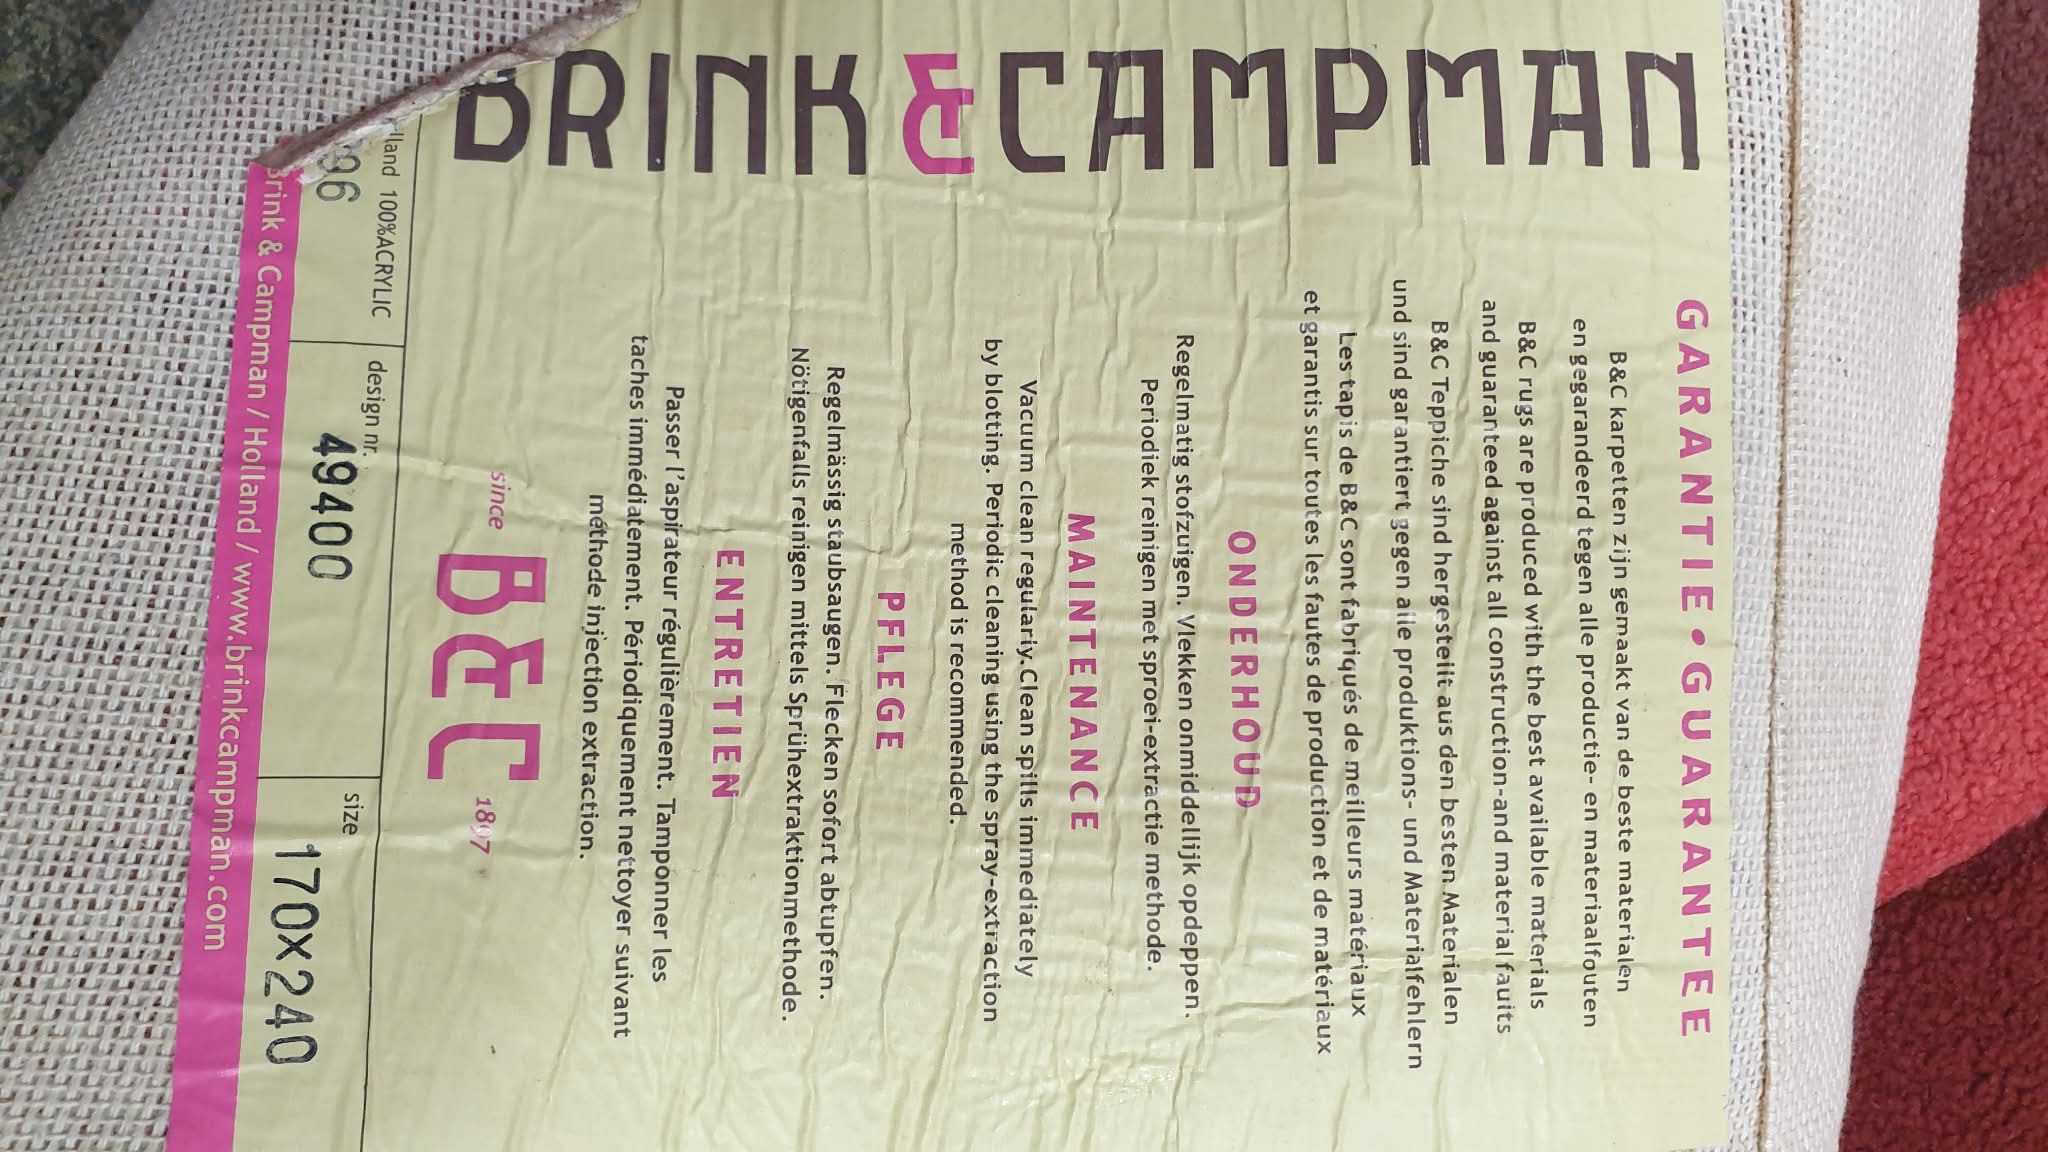 BRINK & CAMPMAN
GARANTIE • GUARANTEE
B&C karpetten zijn gemaakt van de beste materialen
en gegarandeerd tegen alle productie- en materiaalfouten
B&C rugs are produced with the best available materials
and guaranteed against all construction-and material fauits
B&C Teppiche sind hergestellt aus den besten Materialen
und sind garantiert gegen alle produktions- und Materialfehlern
Les tapis de B&C sont fabriqués de meilleurs matériaux
et garantis sur toutes les fautes de production et de matériaux
ONDERHOUD
Regelmatig stofzuigen. Vlekken onmiddellijk opdeppen.
Periodiek reinigen met sproei-extractie methode.
MAINTENANCE
Vacuum clean regulariy. Clean spills immediately
by blotting. Periodic cleaning using the spray-extraction
method is recommended.
PFLEGE
Regelmässig staubsaugen. Flecken sofort abtupfen.
Nötigenfalls reinigen mittels Sprühextraktionmethode.
ENTRETIEN
Passer l'aspirateur régulièrement. Tamponner les
taches immédiatement. Périodiquement nettoyer suivant
méthode injection extraction.
since B&C 1897
100%ACRYLIC design nr. size
96 49400 170x240
Brink & Campman / Holland / www.brinkcampman.com